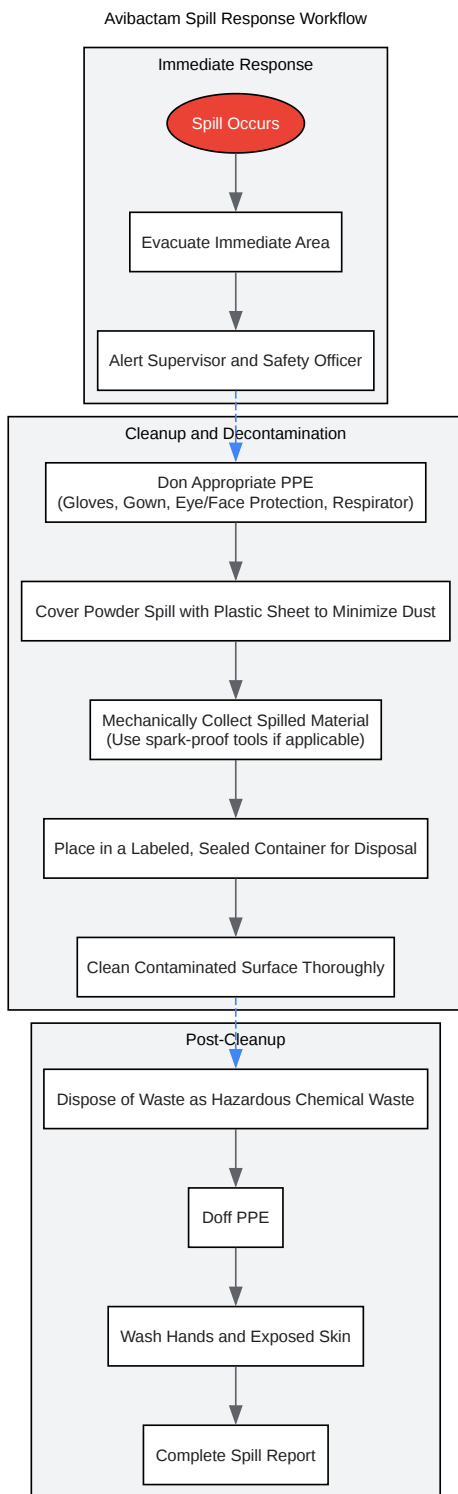 Avibactam Spill Response Workflow
Immediate Response
Spill Occurs
Evacuate Immediate Area
Alert Supervisor and Safety Officer
Cleanup and Decontamination
Don Appropriate PPE
(Gloves, Gown, Eye/Face Protection, Respirator)
Cover Powder Spill with Plastic Sheet to Minimize Dust
Mechanically Collect Spilled Material
(Use spark-proof tools if applicable)
Place in a Labeled, Sealed Container for Disposal
Clean Contaminated Surface Thoroughly
Post-Cleanup
Dispose of Waste as Hazardous Chemical Waste
Doff PPE
Wash Hands and Exposed Skin
Complete Spill Report